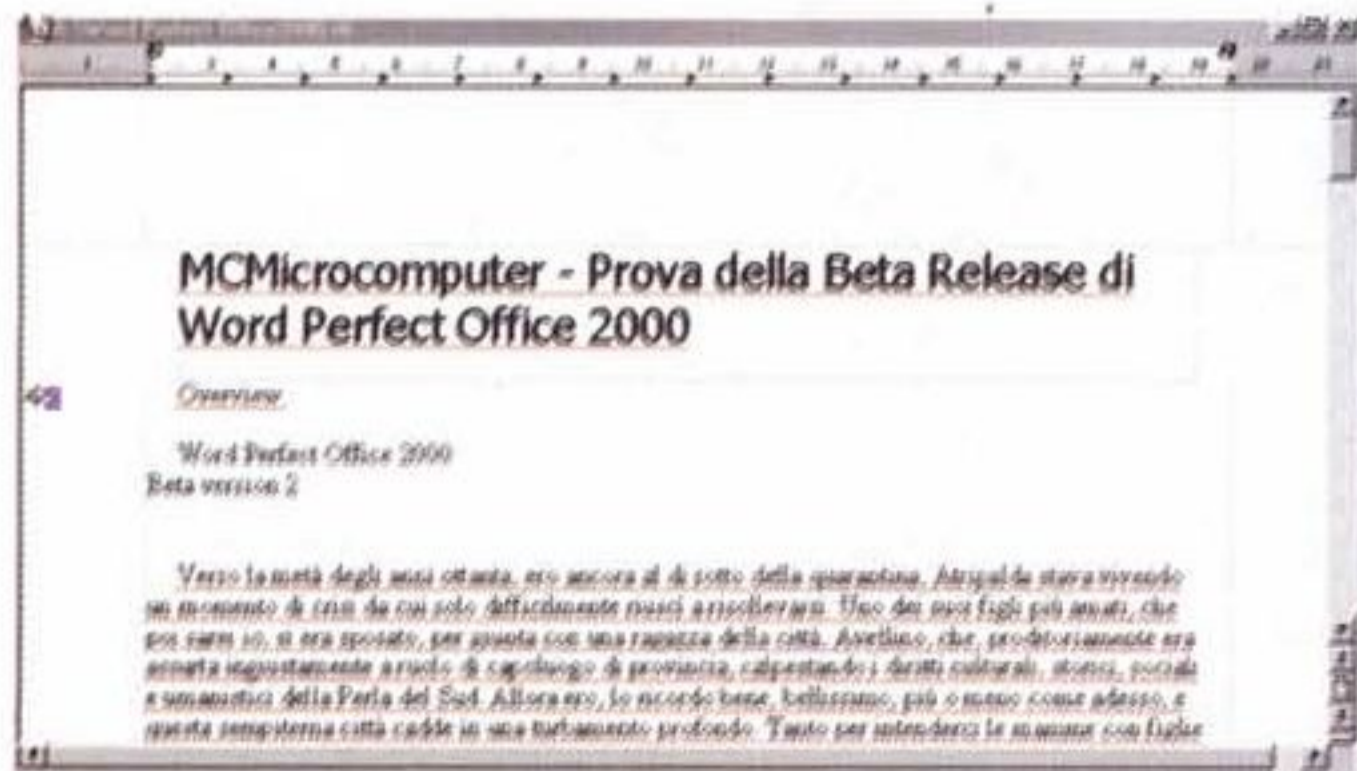 MCMicrocomputer - Prova della Beta Release di
Word Perfect Office 2000
Overview
Word Perfect Office 2000
Beta version 2
Verso la metà degli anni ottanta, ero ancora al di sotto della quarantina, Atripalda stava vivendo
un momento di crisi da cui solo difficilmente riuscì a risollevarsi. Uno dei suoi figli più amati, che
poi sarei io, si era sposato, per giunta con una ragazza della città. Avellino, che, proditoriamente era
assurta ingiustamente a ruolo di capoluogo di provincia, calpestando i diritti culturali, storici, sociali
e umanistici della Perla del Sud. Allora ero, lo ricordo bene, bellissimo, più o meno come adesso, e
questa sempiterna città cadde in una turbamento profondo. Tanto per intenderci le mamme con figlie